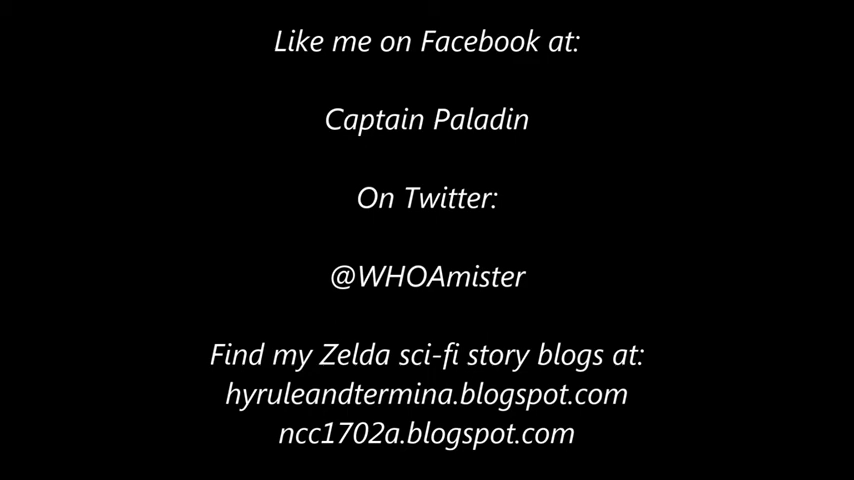 Like me on Facebook at:
Captain Paladin
On Twitter:
@WHOAmister
Find my Zelda sci-fi story blogs at:
hyruleandtermina.blogspot.com
ncc1702a.blogspot.com